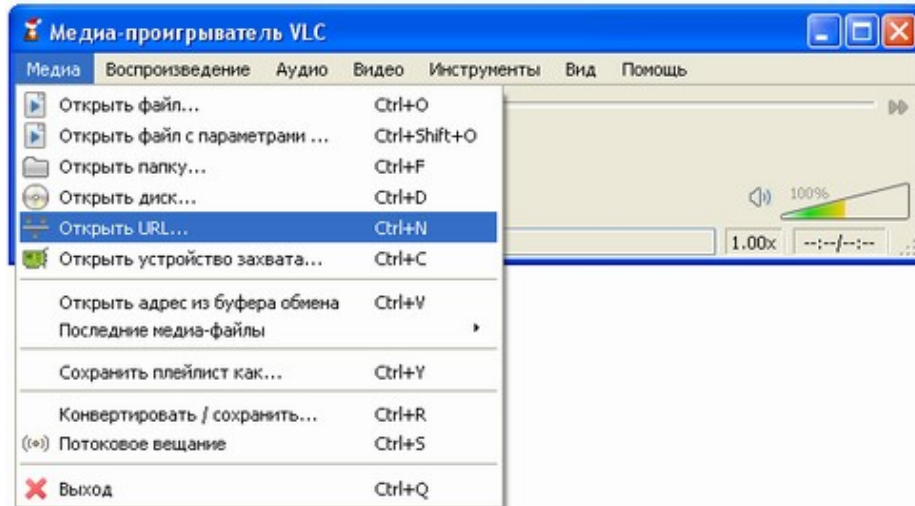 Медиа-проигрыватель VLC
Медиа Воспроизведение Аудио Видео Инструменты Вид Помощь
Открыть файл... Ctrl+O
Открыть файл с параметрами ... Ctrl+Shift+O
Открыть папку... Ctrl+F
Открыть диск... Ctrl+D
100%
Открыть URL... Ctrl+N
1.00x --:--/--:--
Открыть устройство захвата... Ctrl+C
Открыть адрес из буфера обмена Ctrl+V
Последние медиа-файлы
Сохранить плейлист как... Ctrl+Y
Конвертировать / сохранить... Ctrl+R
Потоковое вещание Ctrl+S
Выход Ctrl+Q